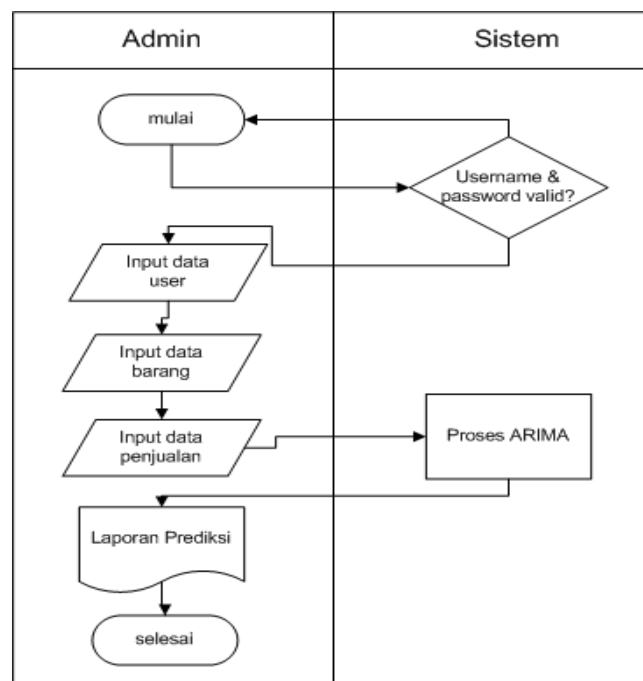 Admin
Sistem
mulai
Username &
password valid?
Input data
user
Input data
barang
Input data
penjualan
Proses ARIMA
Laporan Prediksi
selesai